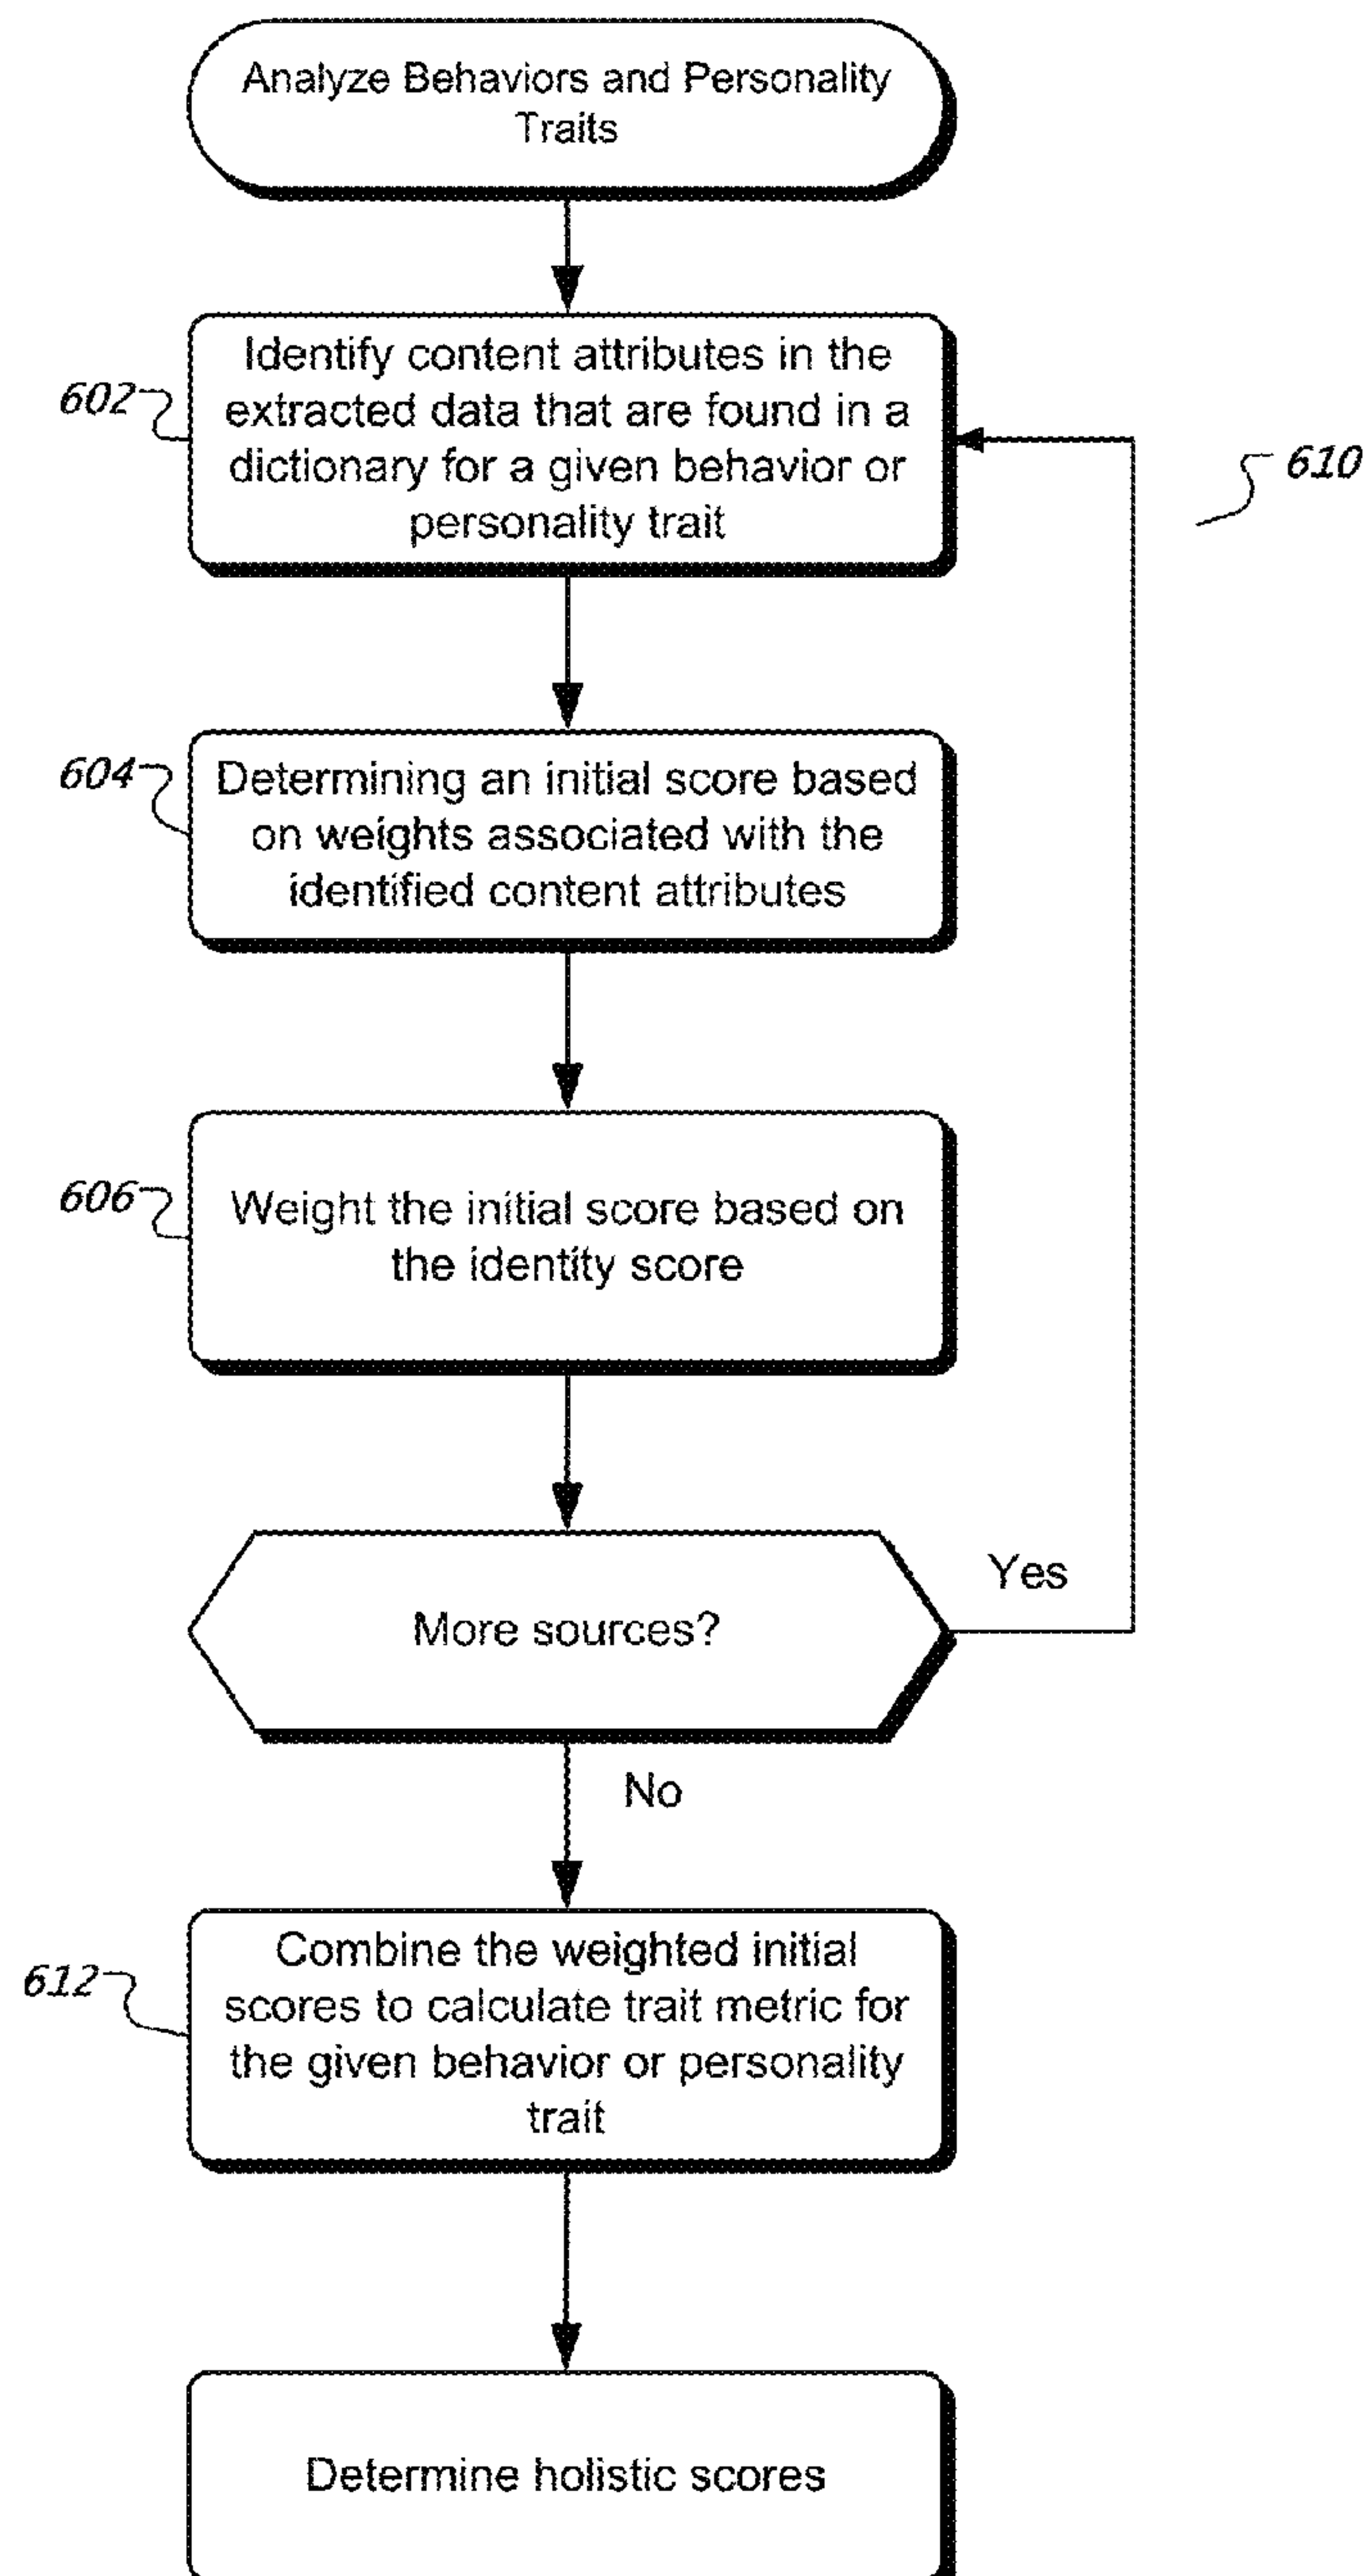 Analyze Behaviors and Personality
Traits
602
Identify content attributes in the
extracted data that are found in a
dictionary for a given behavior or
personality trait
610
604
Determining an initial score based
on weights associated with the
identified content attributes
606
Weight the initial score based on
the identity score
More sources?
Yes
No
612
Combine the weighted initial
scores to calculate trait metric for
the given behavior or personality
trait
Determine holistic scores